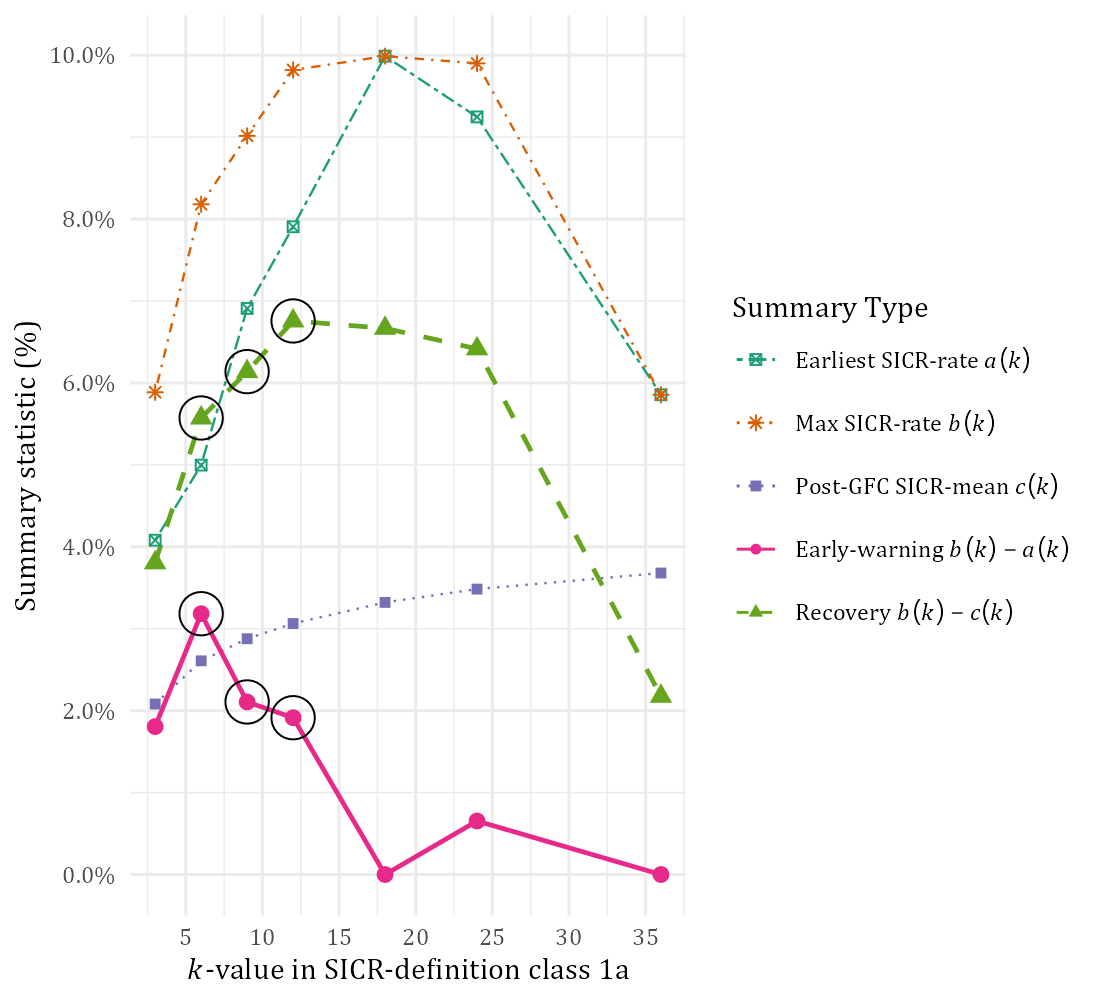 Summary statistic (%)
10.0%
8.0%
6.0%
4.0%
2.0%
0.0%
5 10 15 20 25 30 35
k-value in SICR-definition class 1a
Summary Type
Earliest SICR-rate a(k)
Max SICR-rate b(k)
Post-GFC SICR-mean c(k)
Early-warning b(k) − a(k)
Recovery b(k) − c(k)